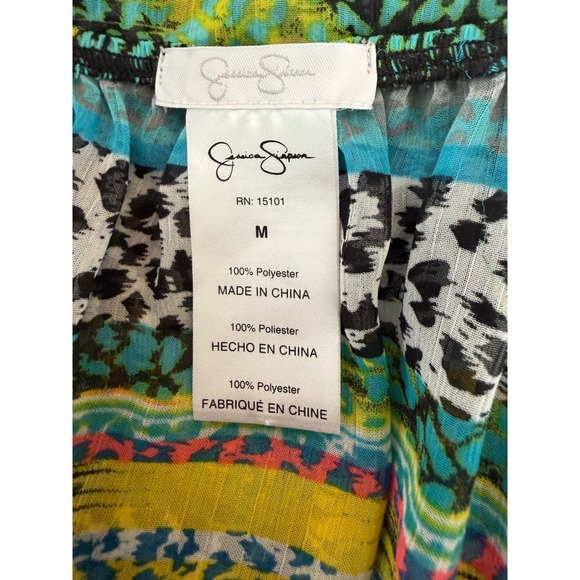 Jessica Simpson
Jessica Simpson
RN: 15101
M
100% Polyester
MADE IN CHINA
100% Poliester
HECHO EN CHINA
100% Polyester
FABRIQUÉ EN CHINE